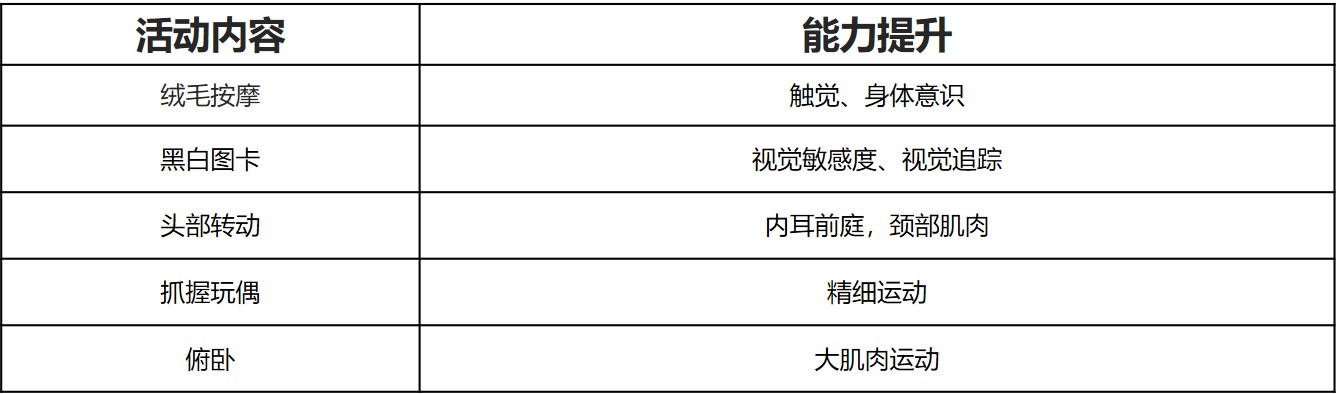 活动内容 能力提升
绒毛按摩 触觉、身体意识
黑白图卡 视觉敏感度、视觉追踪
头部转动 内耳前庭，颈部肌肉
抓握玩偶 精细运动
俯卧 大肌肉运动